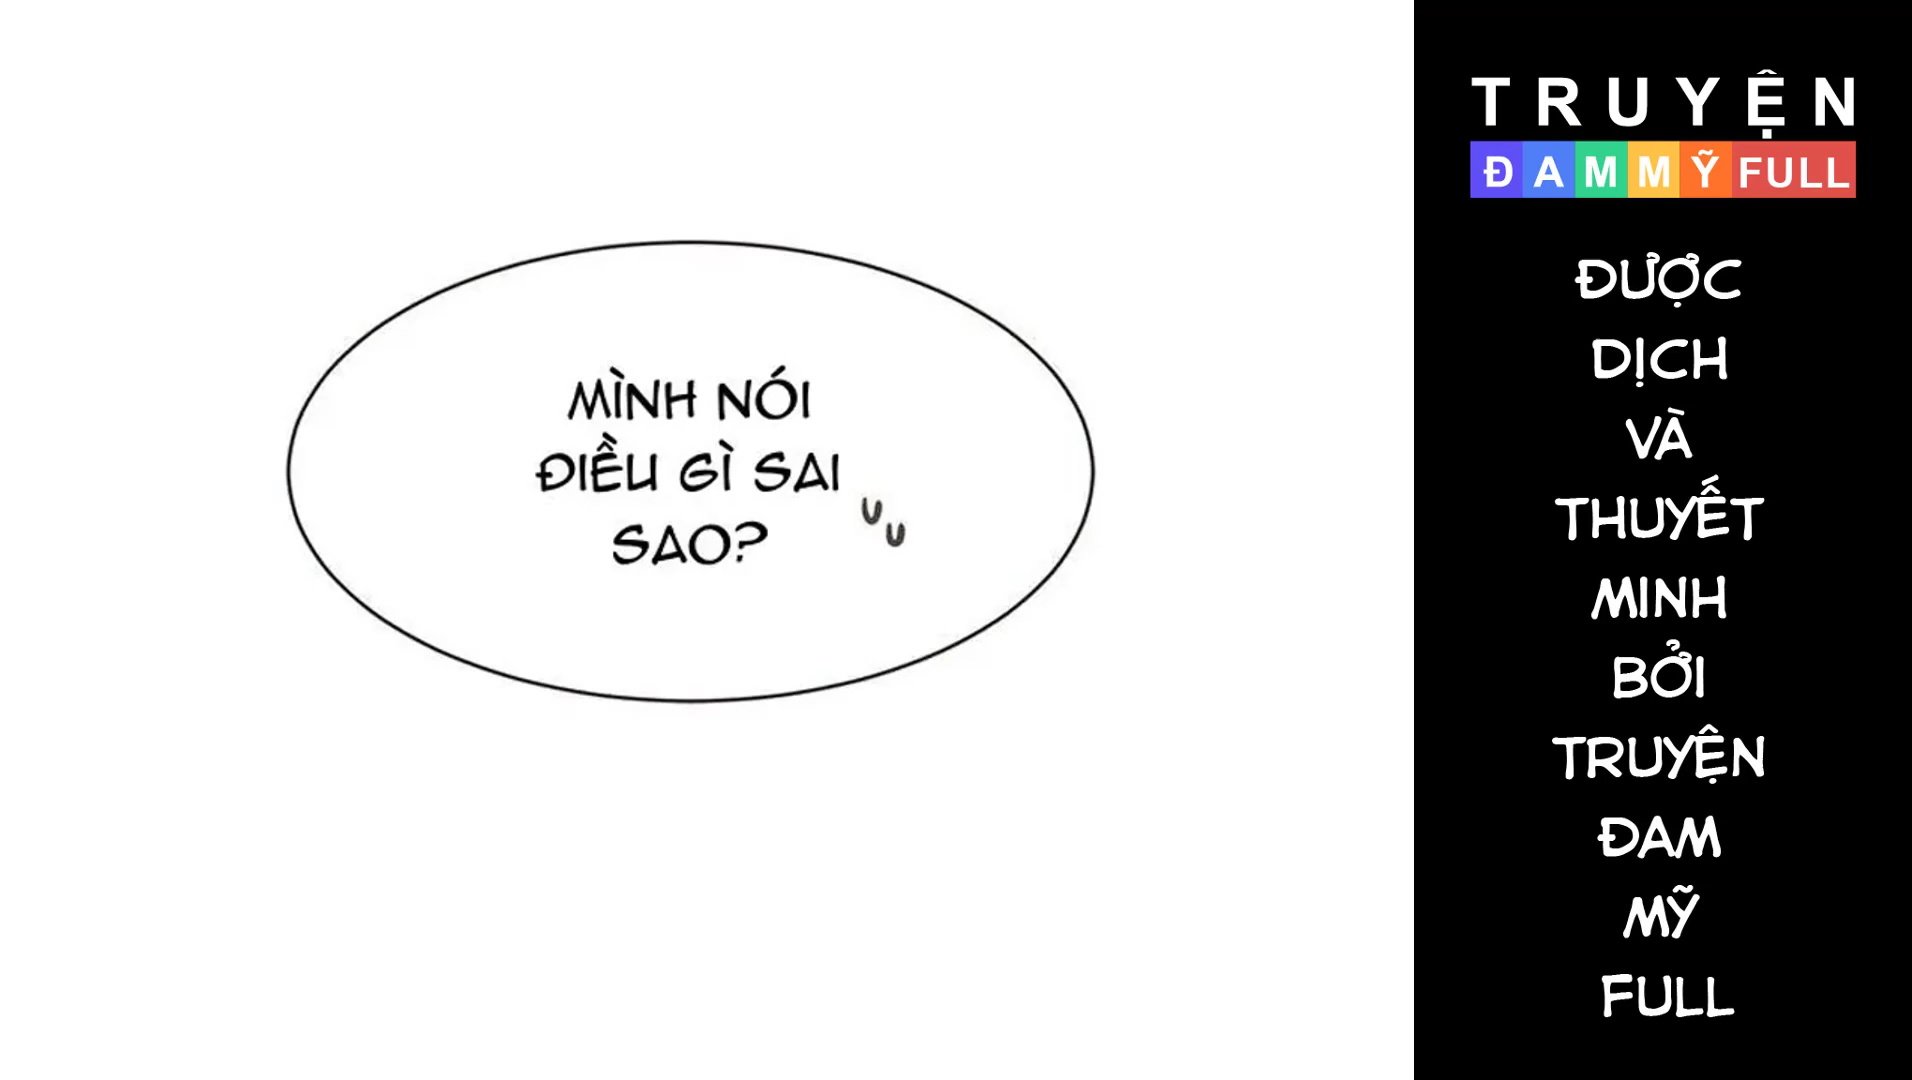 MÌNH NÓI
ĐIỀU GÌ SAI
SAO?
TRUYỆN
ĐAMMỸFULL
ĐƯỢC
DỊCH
VÀ
THUYẾT
MINH
BỞI
TRUYỆN
ĐAM
MỸ
FULL